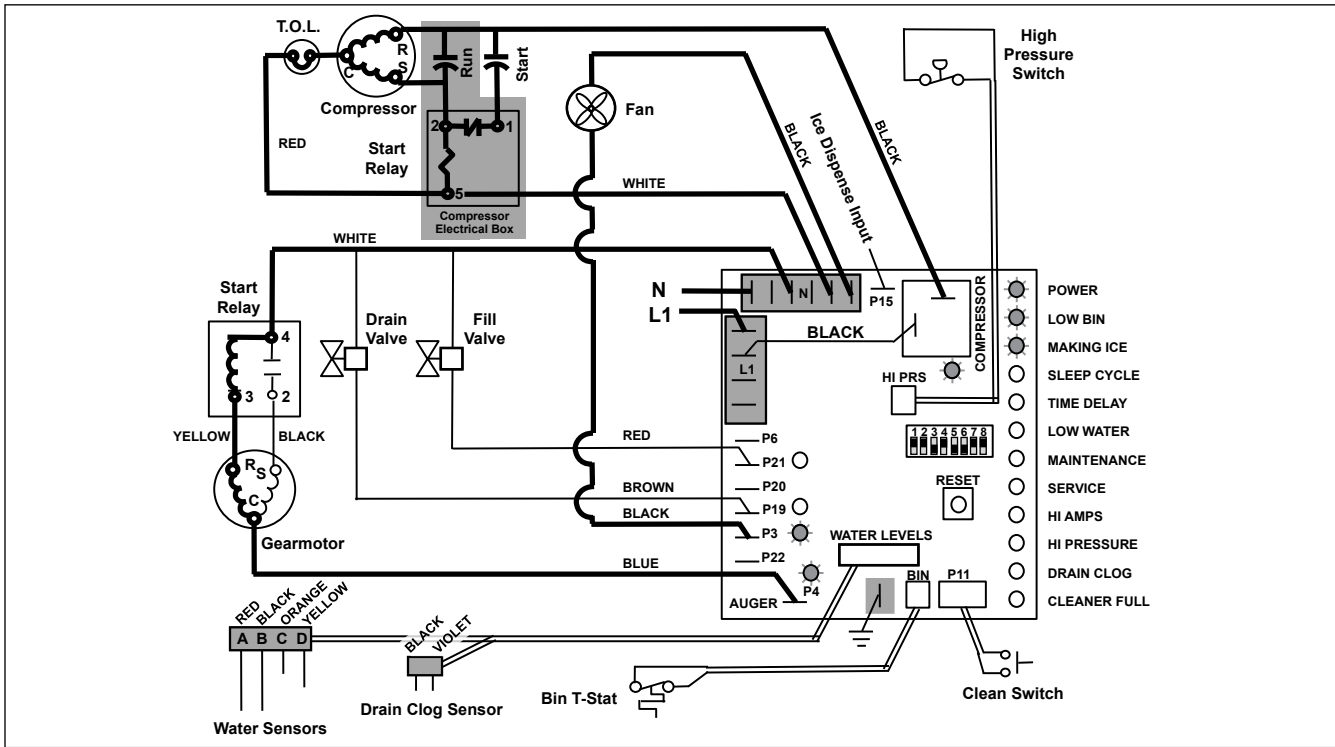 T.O.L.
R
S
C
Compressor
Run
Start
Fan
High
Pressure
Switch
RED
Start
Relay
2
1
5
Compressor
Electrical Box
WHITE
BLACK
BLACK
Ice Dispense Input
WHITE
Start
Relay
4
3
2
YELLOW
BLACK
R
S
C
Gearmotor
Drain
Valve
Fill
Valve
N
L1
N
P15
BLACK
L1
COMPRESSOR
HI PRS
1 2 3 4 5 6 7 8
RESET
RED
P6
P21
BROWN
P20
P19
BLACK
P3
P22
BLUE
P4
AUGER
WATER LEVELS
BIN
P11
POWER
LOW BIN
MAKING ICE
SLEEP CYCLE
TIME DELAY
LOW WATER
MAINTENANCE
SERVICE
HI AMPS
HI PRESSURE
DRAIN CLOG
CLEANER FULL
RED
BLACK
ORANGE
YELLOW
A B C D
Water Sensors
BLACK
VIOLET
Drain Clog Sensor
Bin T-Stat
Clean Switch